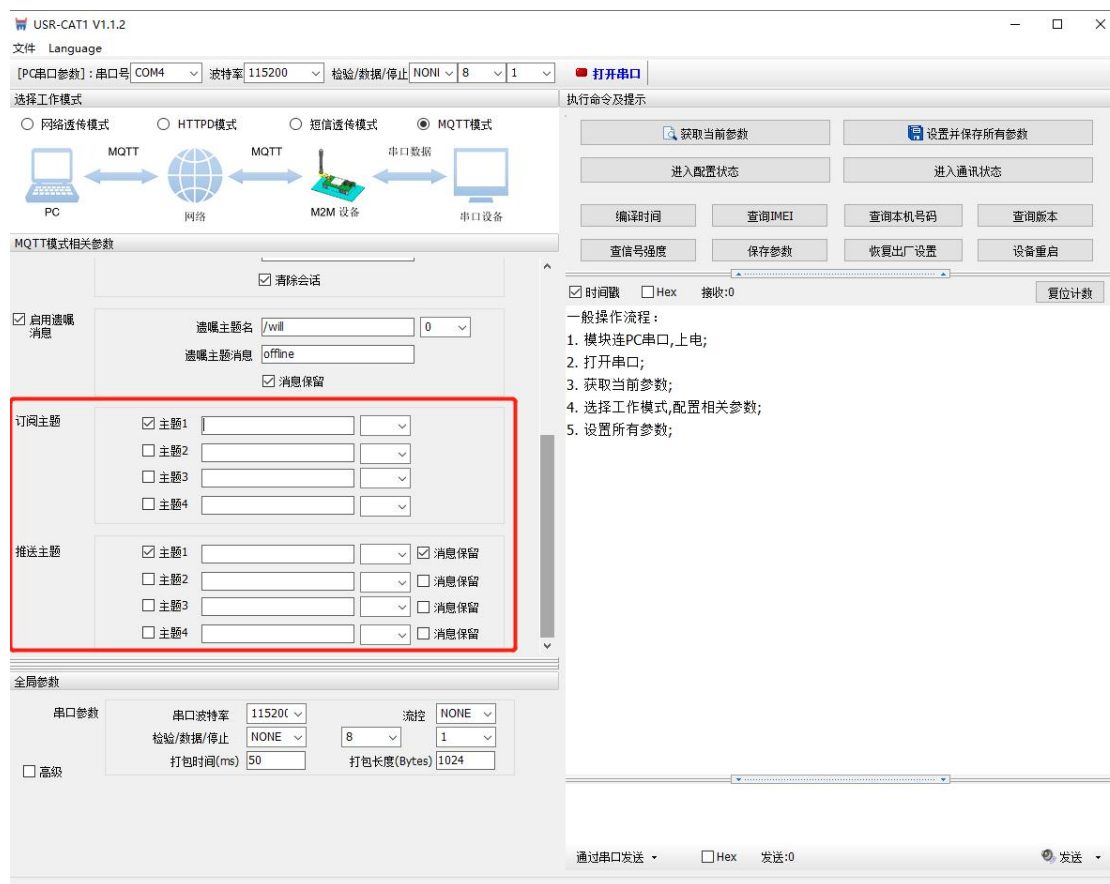 USR-CAT1 V1.1.2
文件 Language
[PC串口参数]:串口号 COM4 波特率 115200 检验/数据/停止 NONI 8 1 打开串口
选择工作模式
网络透传模式 HTTPD模式 短信透传模式 MQTT模式
MQTT MQTT 串口数据
PC 网络 M2M 设备 串口设备
MQTT模式相关参数
清除会话
启用遗嘱消息 遗嘱主题名 /will 0
遗嘱主题消息 offline
消息保留
订阅主题 主题1
主题2
主题3
主题4
推送主题 主题1 消息保留
主题2 消息保留
主题3 消息保留
主题4 消息保留
全局参数
串口参数 串口波特率 11520( 流控 NONE
检验/数据/停止 NONE 8 1
打包时间(ms) 50 打包长度(Bytes) 1024
高级
执行命令及提示
获取当前参数 设置并保存所有参数
进入配置状态 进入通讯状态
编译时间 查询IMEI 查询本机号码 查询版本
查信号强度 保存参数 恢复出厂设置 设备重启
时间戳 Hex 接收:0 复位计数
一般操作流程:
1. 模块连PC串口,上电;
2. 打开串口;
3. 获取当前参数;
4. 选择工作模式,配置相关参数;
5. 设置所有参数;
通过串口发送 Hex 发送:0 发送